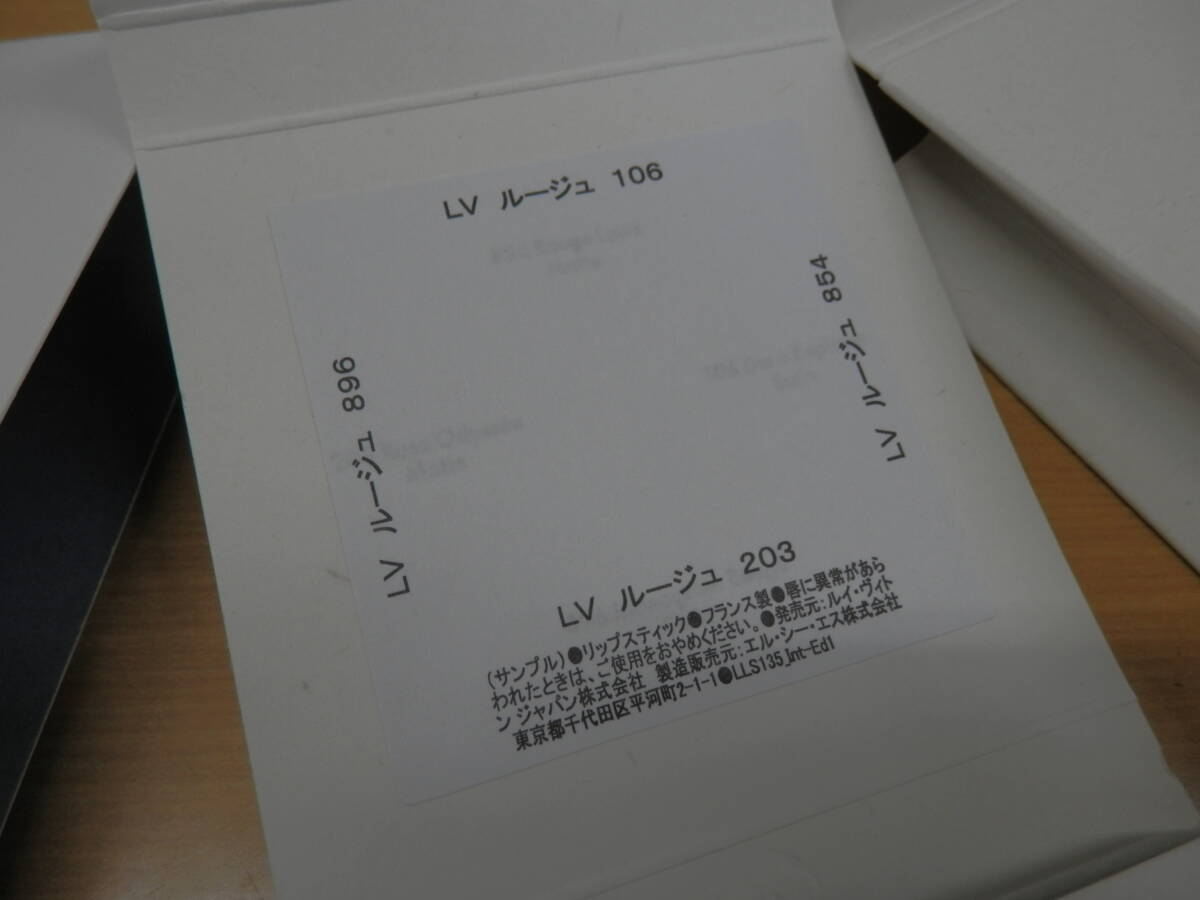 LV ルージュ 106
LV ルージュ 896
LV ルージュ 854
LV ルージュ 203
(サンプル)●リップスティック●フランス製●唇に異常があら
われたときは、ご使用をおやめください。●発売元:ルイ・ヴィト
ン ジャパン株式会社 製造販売元:エル・シー・エス株式会社
東京都千代田区平河町2-1-1●LLS135_Int-Ed1